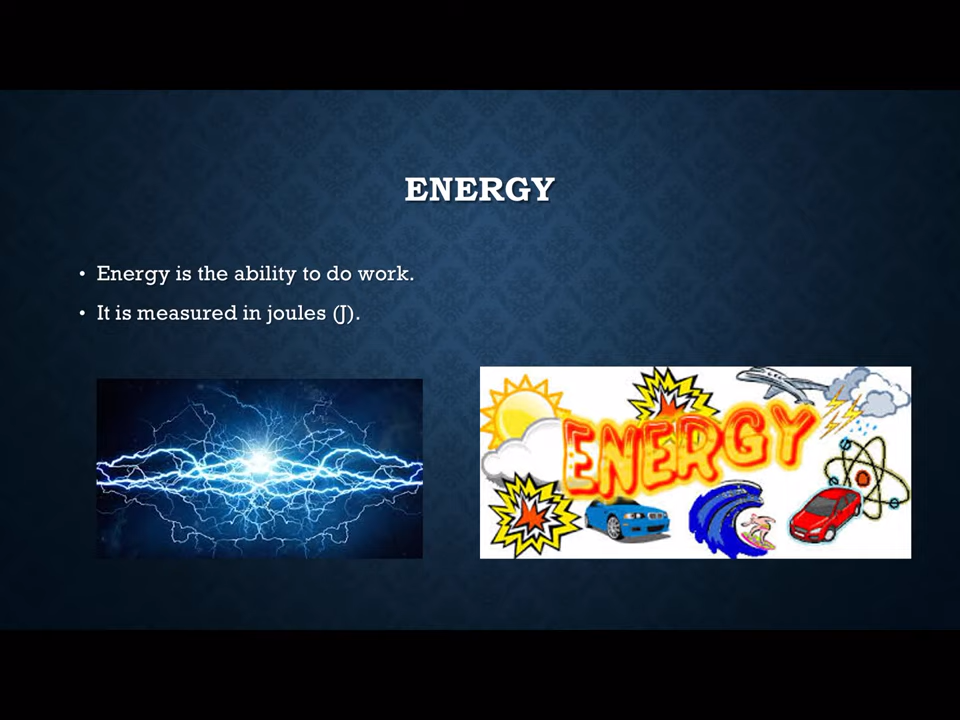 ENERGY
• Energy is the ability to do work.
• It is measured in joules (J).
ENERGY